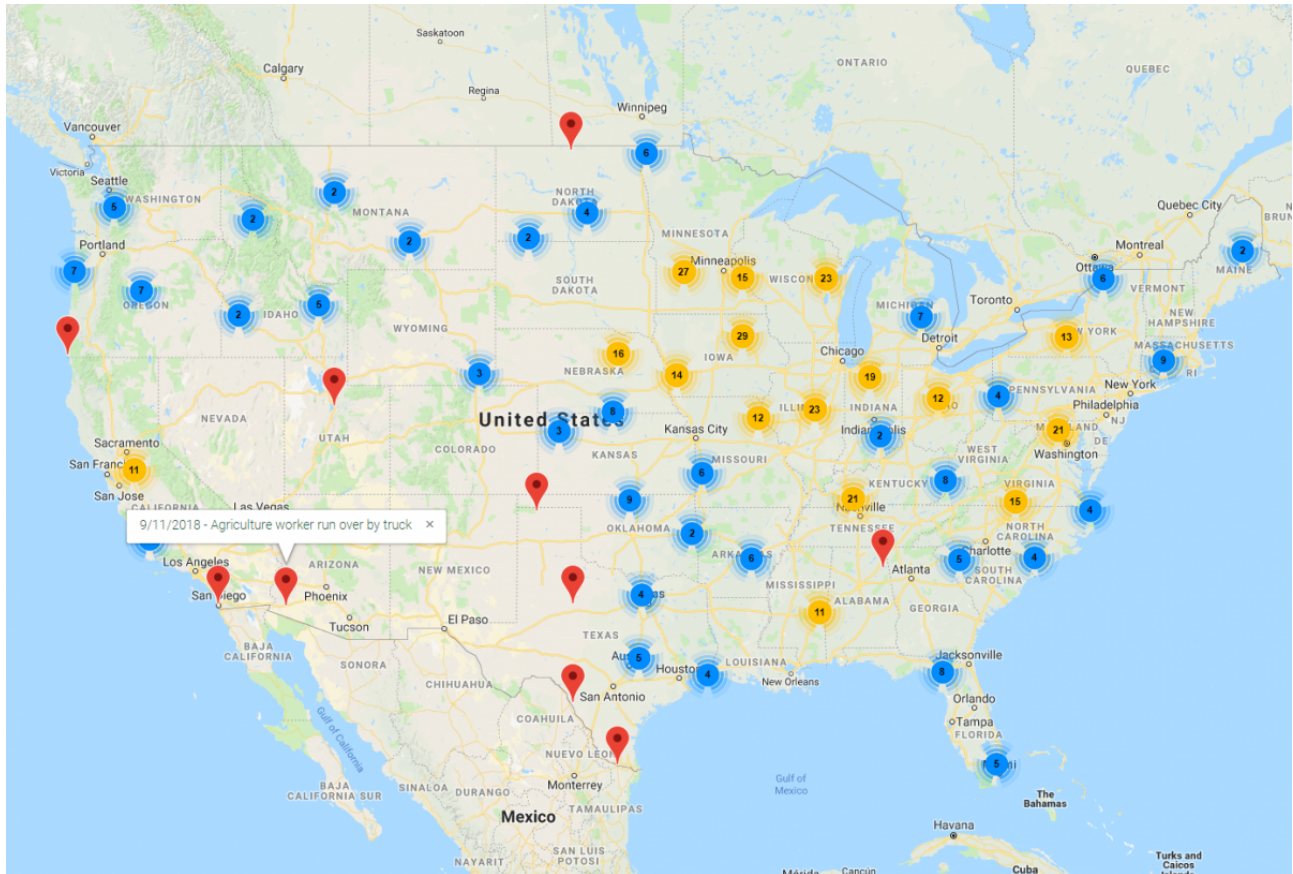 Saskatoon
Calgary
ONTARIO
QUEBEC
Regina
Winnipeg
Vancouver
Victoria
6
Seattle
2
NORTH
DAKOTA
Quebec City
5
WASHINGTON
2
MONTANA
4
2
2
MINNESOTA
Montreal
2
MAINE
Portland
Ottawa
7
27
Minneapolis
15
WISCONSIN
23
6
VERMONT
7
OREGON
SOUTH
DAKOTA
MICHIGAN
Toronto
NEW
HAMPSHIRE
2
IDAHO
5
7
WYOMING
29
Detroit
13
NEW YORK
MASSACHUSETTS
16
IOWA
Chicago
9
RI
3
NEBRASKA
14
19
PENNSYLVANIA
New York
NEVADA
8
12
4
Philadelphia
United States
12
23
INDIANA
NJ
UTAH
3
Kansas City
Indianapolis
2
21
MARYLAND
DE
Sacramento
COLORADO
KANSAS
Washington
San Franc
11
MISSOURI
WEST
VIRGINIA
6
8
San Jose
KENTUCKY
VIRGINIA
CALIFORNIA
Las Vegas
9
21
15
4
OKLAHOMA
Nashville
9/11/2018 - Agriculture worker run over by truck ×
2
TENNESSEE
NORTH
CAROLINA
Los Angeles
ARIZONA
NEW MEXICO
ARKANSAS
6
Charlotte
5
4
SOUTH
CAROLINA
San Diego
Phoenix
4
MISSISSIPPI
Atlanta
ALABAMA
11
GEORGIA
Tucson
El Paso
TEXAS
BAJA
CALIFORNIA
SONORA
5
LOUISIANA
Jacksonville
Houston
4
New Orleans
8
CHIHUAHUA
San Antonio
Orlando
COAHUILA
Tampa
FLORIDA
Gulf of
California
NUEVO LEON
5
Miami
BAJA
CALIFORNIA SUR
SINALOA
DURANGO
Monterrey
Gulf of
Mexico
The
Bahamas
TAMAULIPAS
Mexico
Havana
NAYARIT
SAN LUIS
POTOSI
Mérida
Cancún
Cuba
Turks and
Caicos
Islands